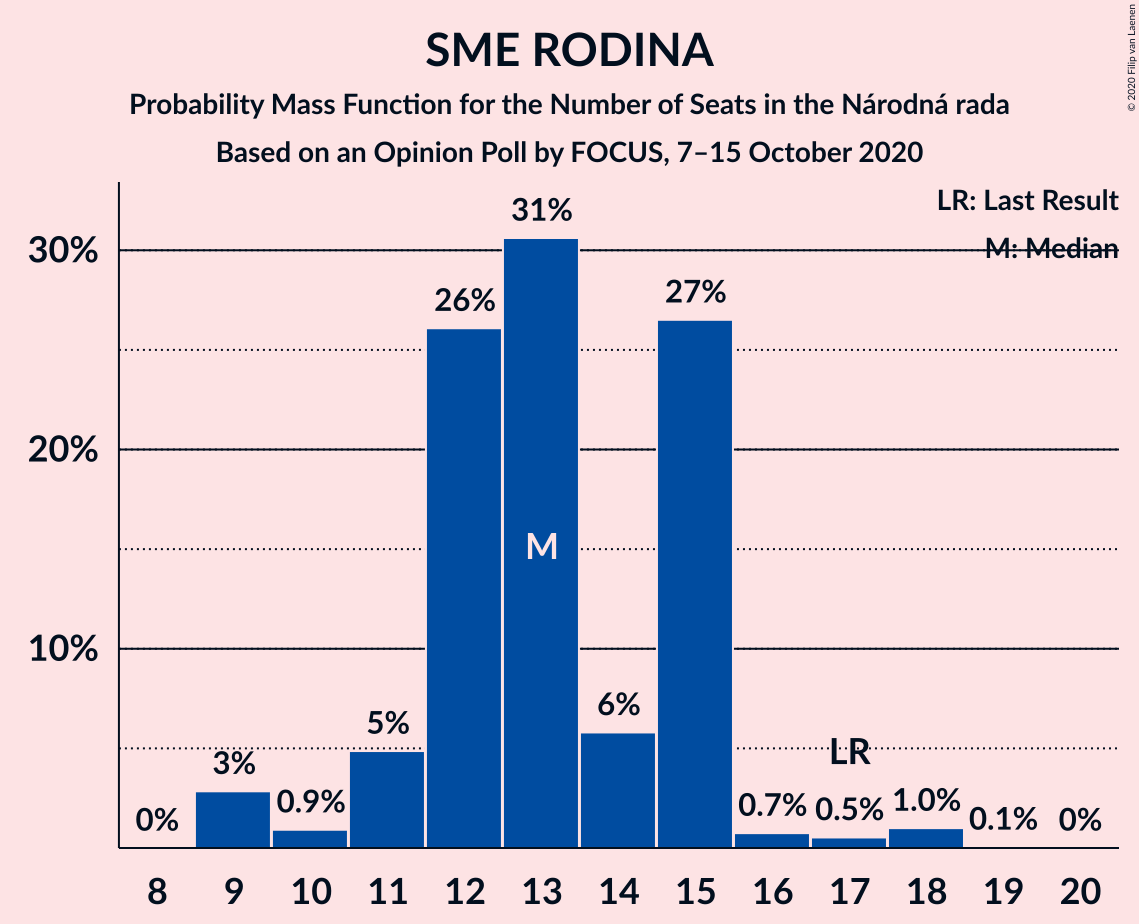 © 2020 Filip van Laenen
SME RODINA
Probability Mass Function for the Number of Seats in the Národná rada
Based on an Opinion Poll by FOCUS, 7–15 October 2020
LR: Last Result
M: Median
30%
20%
10%
0%
3%
0.9%
5%
26%
31%
6%
27%
0.7%
0.5%
1.0%
0.1%
0%
M
LR
8 9 10 11 12 13 14 15 16 17 18 19 20